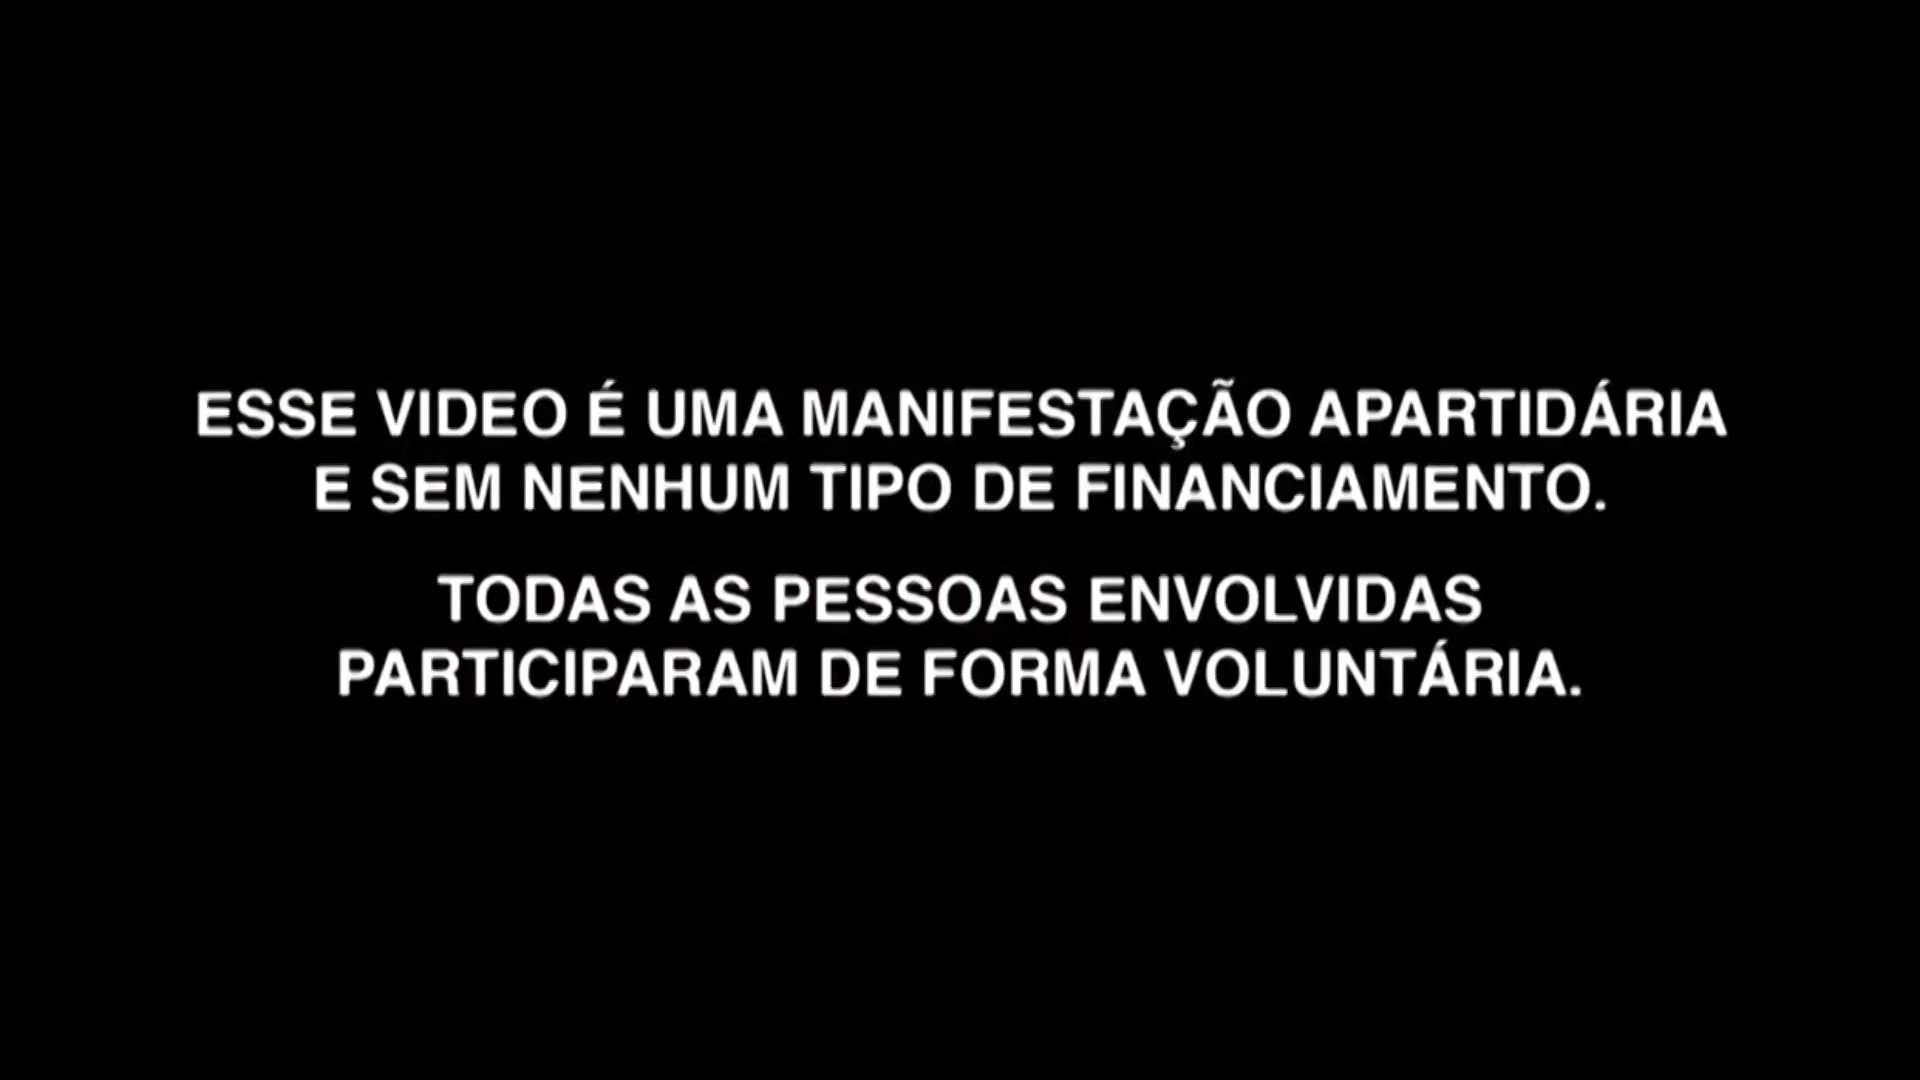 ESSE VIDEO É UMA MANIFESTAÇÃO APARTIDÁRIA
E SEM NENHUM TIPO DE FINANCIAMENTO.
TODAS AS PESSOAS ENVOLVIDAS
PARTICIPARAM DE FORMA VOLUNTÁRIA.